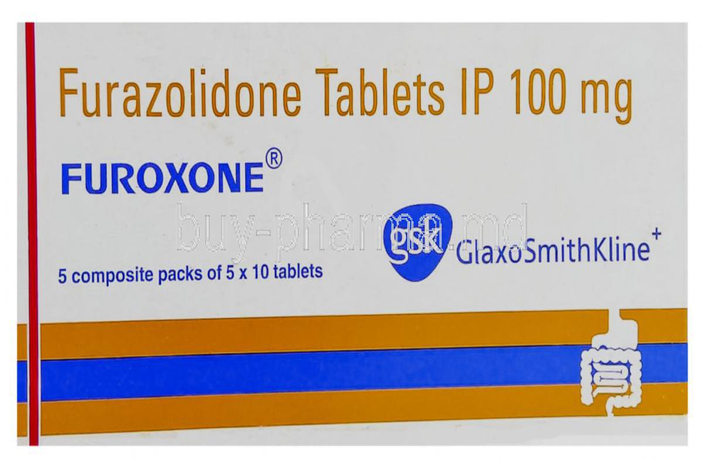 Furazolidone Tablets IP 100 mg
FUROXONE®
buy-pharma.md
gsk GlaxoSmithKline+
5 composite packs of 5 x 10 tablets